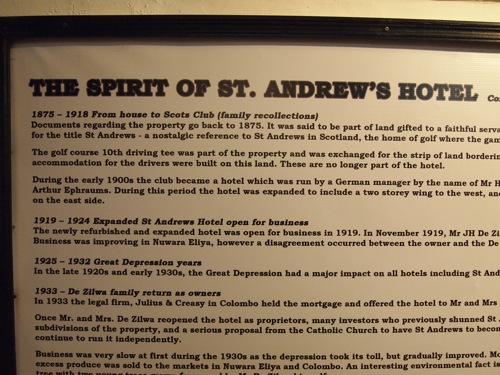 THE SPIRIT OF ST. ANDREW'S HOTEL Co
1875 – 1918 From house to Scots Club (family recollections)
Documents regarding the property go back to 1875. It was said to be part of land gifted to a faithful serva
for the title St Andrews - a nostalgic reference to St Andrews in Scotland, the home of golf where the gam
The golf course 10th driving tee was part of the property and was exchanged for the strip of land borderin
accommodation for the drivers were built on this land. These are no longer part of the hotel.
During the early 1900s the club became a hotel which was run by a German manager by the name of Mr H
Arthur Ephraums. During this period the hotel was expanded to include a two storey wing to the west, an
on the east side.
1919 – 1924 Expanded St Andrews Hotel open for business
The newly refurbished and expanded hotel was open for business in 1919. In November 1919, Mr JH De Zi
Business was improving in Nuwara Eliya, however a disagreement occurred between the owner and the De
1925 – 1932 Great Depression years
In the late 1920s and early 1930s, the Great Depression had a major impact on all hotels including St And
1933 – De Zilwa family return as owners
In 1933 the legal firm, Julius & Creasy in Colombo held the mortgage and offered the hotel to Mr and Mrs
Once Mr. and Mrs. De Zilwa reopened the hotel as proprietors, many investors who previously shunned St
subdivisions of the property, and a serious proposal from the Catholic Church to have St Andrews to becom
continue to run it independently.
Business was very slow at first during the 1930s as the depression took its toll, but gradually improved. Mo
excess produce was sold to the markets in Nuwara Eliya and Colombo. An interesting environmental fact is